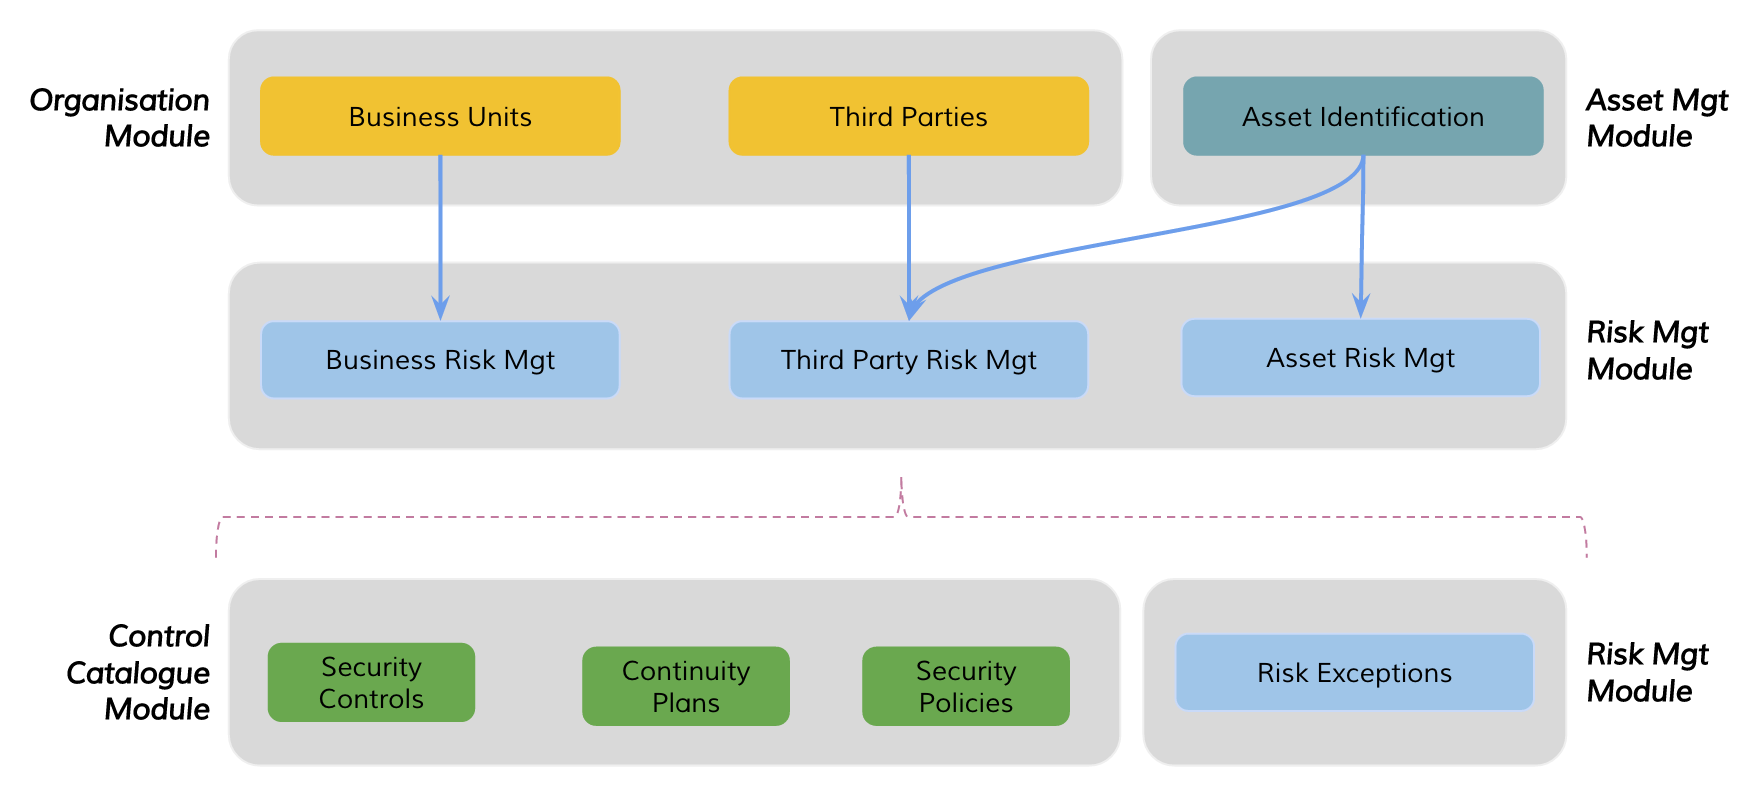 Organisation
Module
Business Units
Third Parties
Asset Identification
Asset Mgt
Module
Business Risk Mgt
Third Party Risk Mgt
Asset Risk Mgt
Risk Mgt
Module
Control
Catalogue
Module
Security
Controls
Continuity
Plans
Security
Policies
Risk Exceptions
Risk Mgt
Module